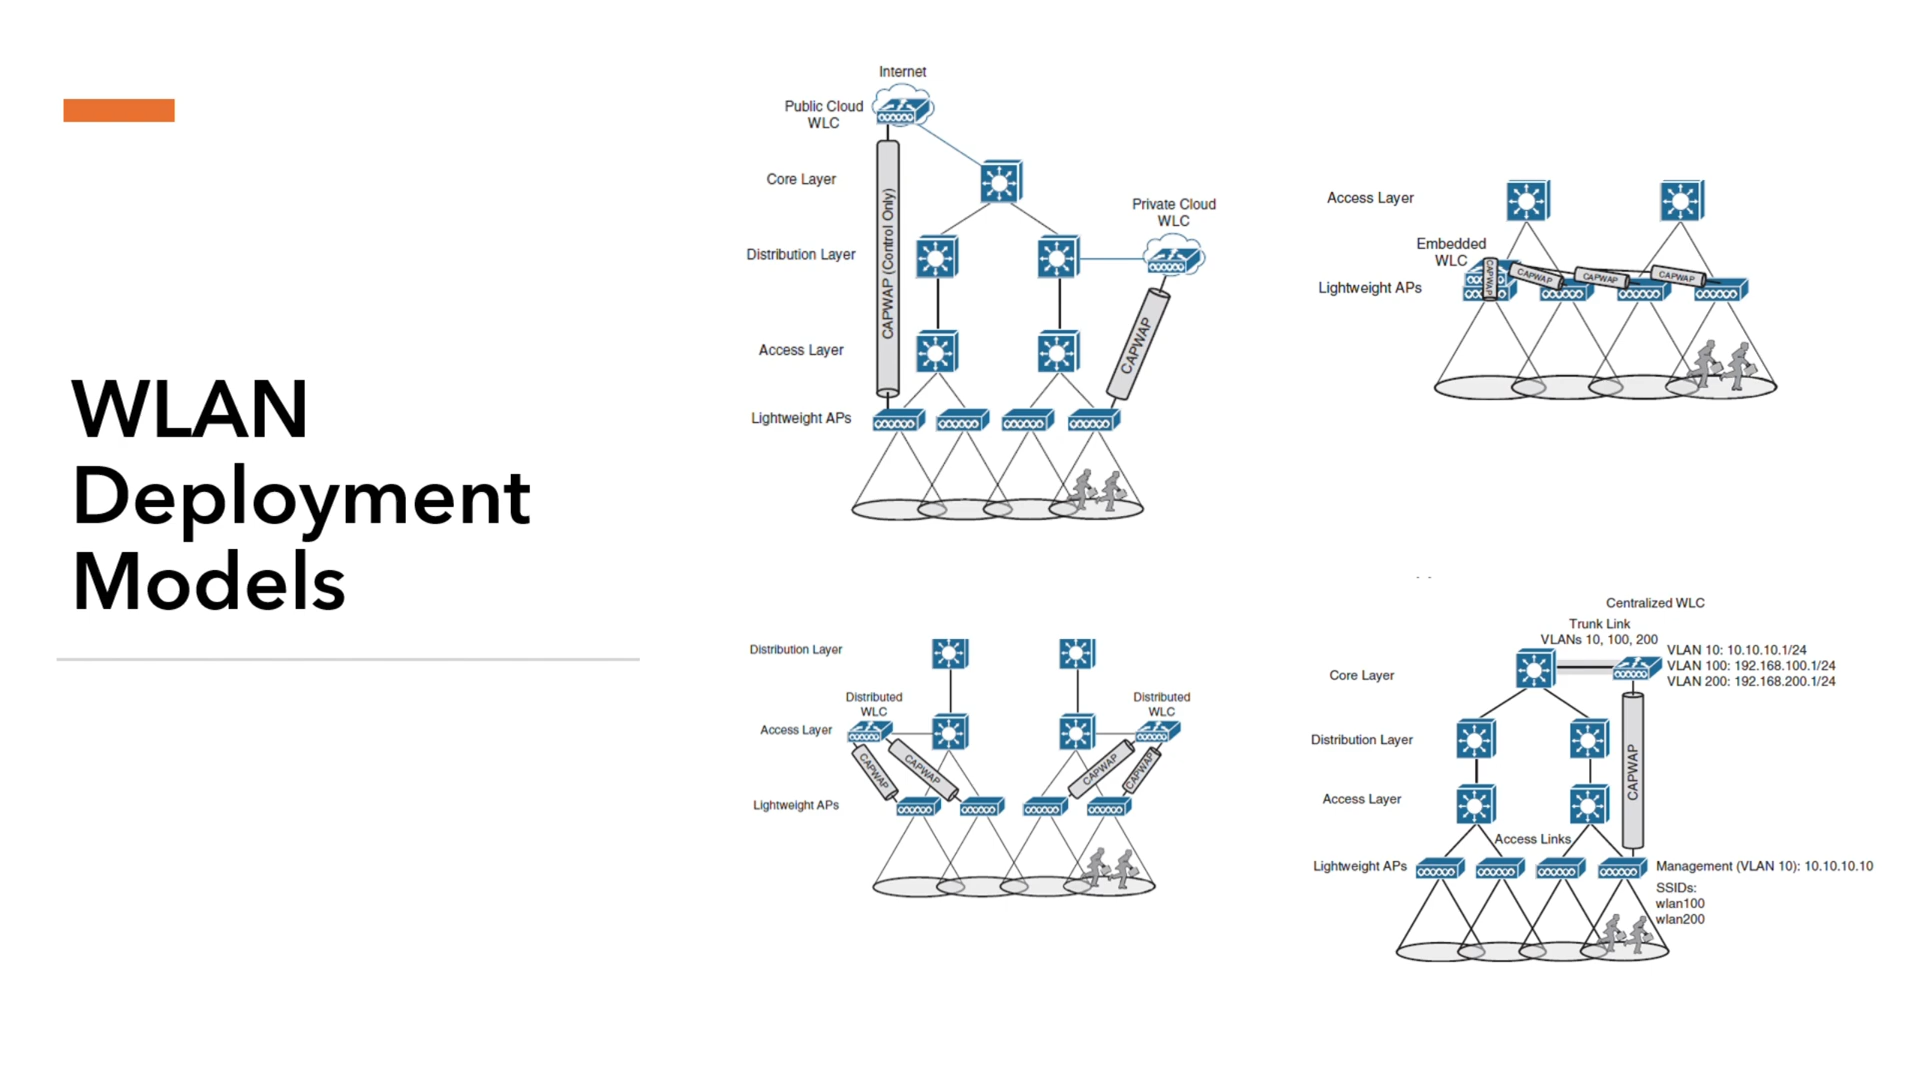 WLAN
Deployment
Models
Internet
Public Cloud
WLC
Core Layer
CAPWAP (Control Only)
Private Cloud
WLC
Distribution Layer
CAPWAP
Access Layer
Lightweight APs
Access Layer
Embedded
WLC
CAPWAP
CAPWAP
CAPWAP
CAPWAP
Lightweight APs
Distribution Layer
Distributed
WLC
Distributed
WLC
Access Layer
CAPWAP
CAPWAP
CAPWAP
CAPWAP
Lightweight APs
Centralized WLC
Trunk Link
VLANs 10, 100, 200
VLAN 10: 10.10.10.1/24
VLAN 100: 192.168.100.1/24
VLAN 200: 192.168.200.1/24
Core Layer
Distribution Layer
CAPWAP
Access Layer
Access Links
Lightweight APs
Management (VLAN 10): 10.10.10.10
SSIDs:
wlan100
wlan200